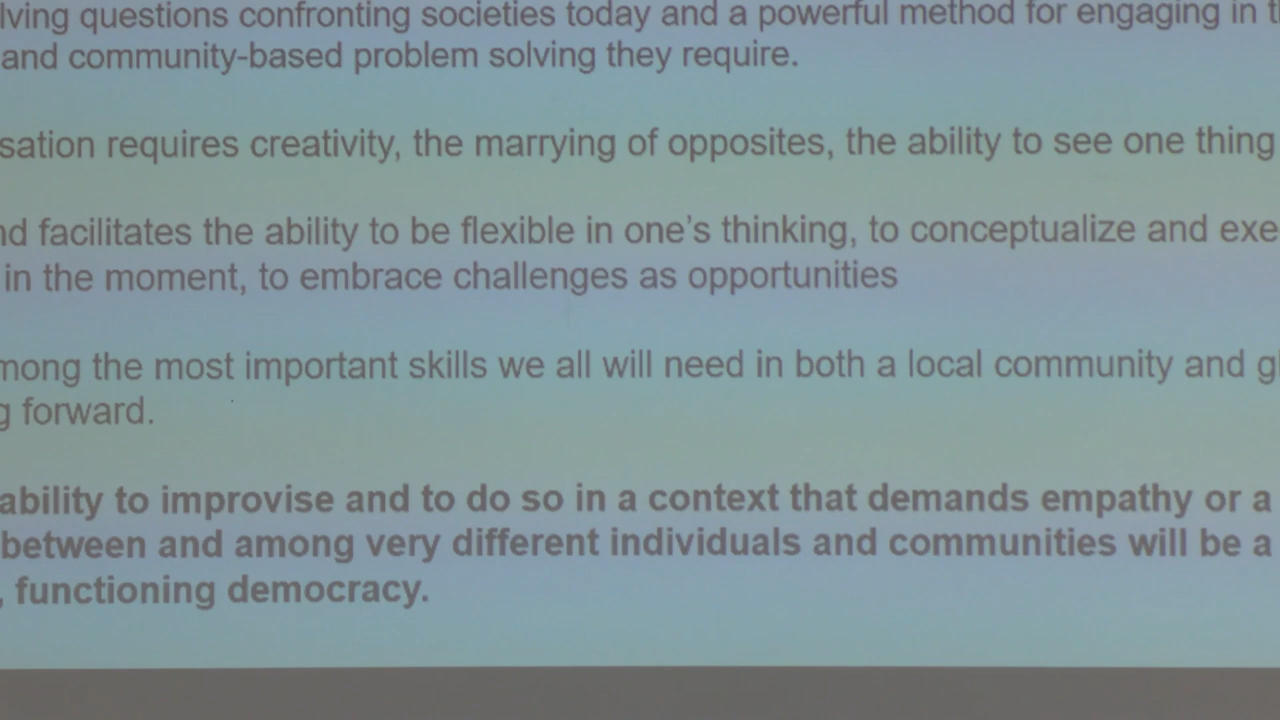 lving questions confronting societies today and a powerful method for engaging in t
and community-based problem solving they require.
sation requires creativity, the marrying of opposites, the ability to see one thing
nd facilitates the ability to be flexible in one's thinking, to conceptualize and exe
in the moment, to embrace challenges as opportunities
mong the most important skills we all will need in both a local community and gl
g forward.
ability to improvise and to do so in a context that demands empathy or a
between and among very different individuals and communities will be a
, functioning democracy.